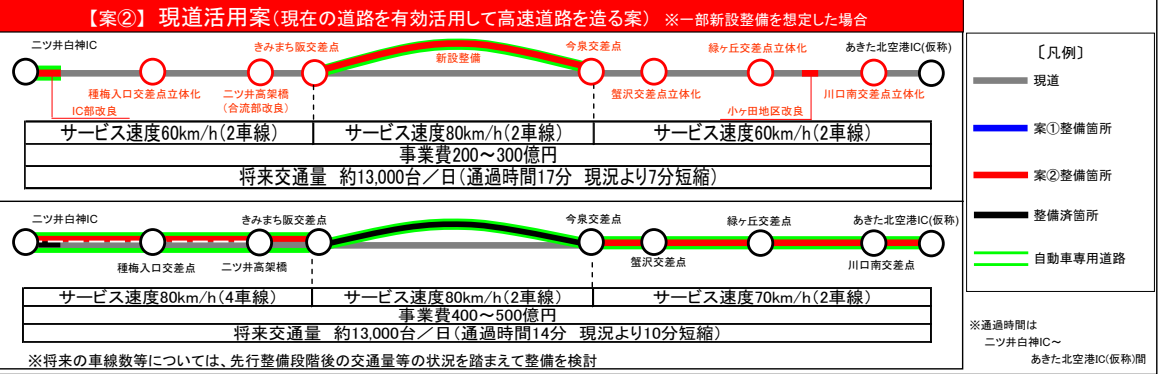 【案②】 現道活用案(現在の道路を有効活用して高速道路を造る案) ※一部新設整備を想定した場合
二ツ井白神IC
きみまち阪交差点
今泉交差点
緑ヶ丘交差点立体化
あきた北空港IC(仮称)
新設整備
種梅入口交差点立体化
二ツ井高架橋
(合流部改良)
蟹沢交差点立体化
川口南交差点立体化
IC部改良
小ヶ田地区改良
サービス速度60km/h(2車線)
サービス速度80km/h(2車線)
サービス速度60km/h(2車線)
事業費200~300億円
将来交通量 約13,000台/日(通過時間17分 現況より7分短縮)
二ツ井白神IC
きみまち阪交差点
今泉交差点
緑ヶ丘交差点
あきた北空港IC(仮称)
種梅入口交差点
二ツ井高架橋
蟹沢交差点
川口南交差点
サービス速度80km/h(4車線)
サービス速度80km/h(2車線)
サービス速度70km/h(2車線)
事業費400~500億円
将来交通量 約13,000台/日(通過時間14分 現況より10分短縮)
※将来の車線数等については、先行整備段階後の交通量等の状況を踏まえて整備を検討
〔凡例〕
現道
案①整備箇所
案②整備箇所
整備済箇所
自動車専用道路
※通過時間は
二ツ井白神IC~
あきた北空港IC(仮称)間